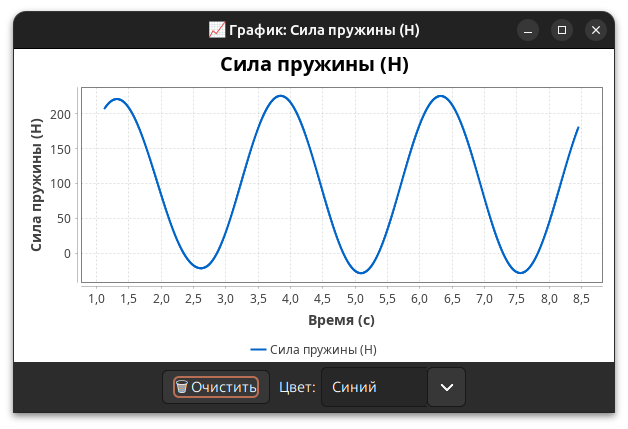 График: Сила пружины (Н)
Сила пружины (Н)
Сила пружины (Н)
200
150
100
50
0
1,0 1,5 2,0 2,5 3,0 3,5 4,0 4,5 5,0 5,5 6,0 6,5 7,0 7,5 8,0 8,5
Время (с)
Сила пружины (Н)
Очистить Цвет: Синий